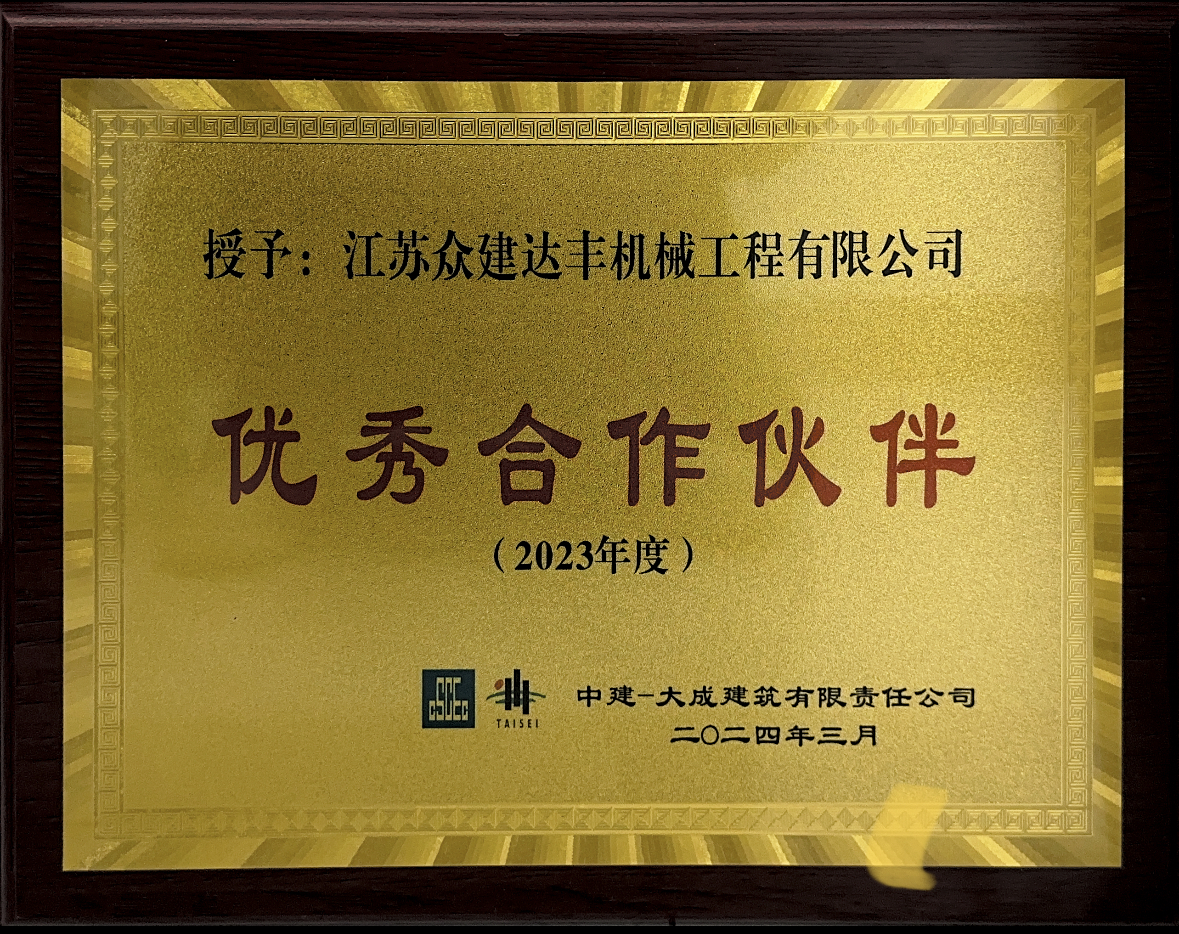 授予：江苏众建达丰机械工程有限公司
优秀合作伙伴
（2023年度）
CSCEC
TAISEI
中建-大成建筑有限责任公司
二〇二四年三月